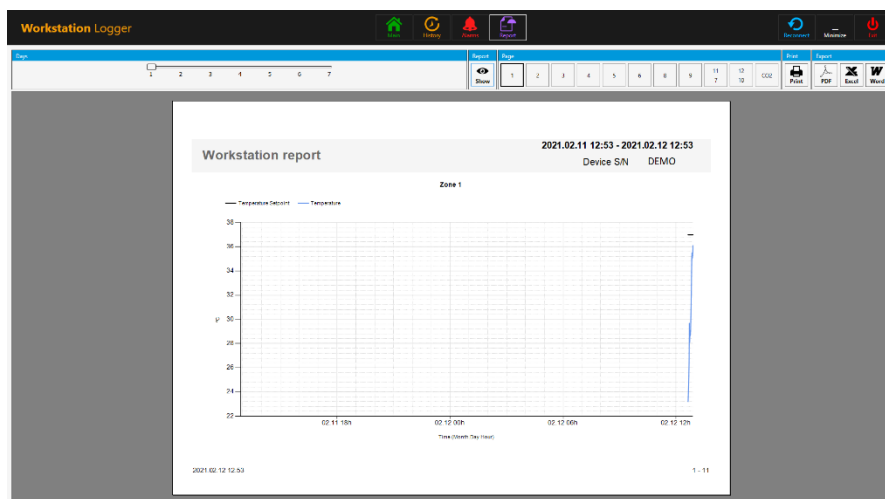 Workstation Logger
Main
History
Alarms
Report
Reconnect
Minimize
Exit
Days
Report
Page
Print
Export
1 2 3 4 5 6 7
Show
1
2
3
4
5
6
8
9
11
7
12
10
CO2
Print
PDF
Excel
Word
Workstation report
2021.02.11 12:53 - 2021.02.12 12:53
Device S/N DEMO
Zone 1
Temperature Setpoint Temperature
38
36
34
32
30
28
26
24
22
02.11 18h 02.12 00h 02.12 06h 02.12 12h
Time (Month.Day Hour)
2021.02.12 12:53
1 - 11